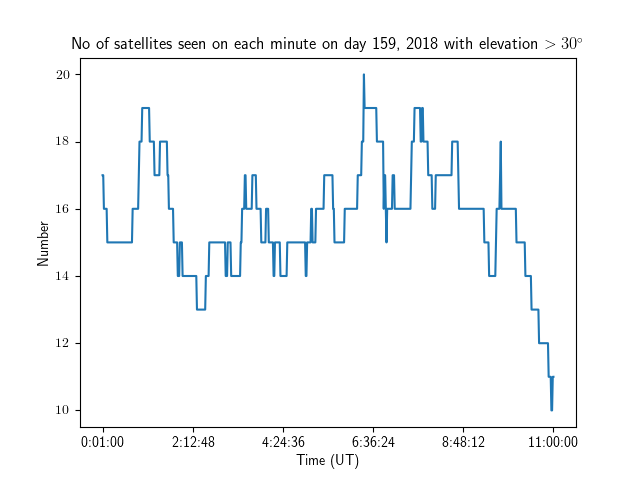 No of satellites seen on each minute on day 159, 2018 with elevation > 30°
20
18
16
14
12
10
Number
0:01:00 2:12:48 4:24:36 6:36:24 8:48:12 11:00:00
Time (UT)